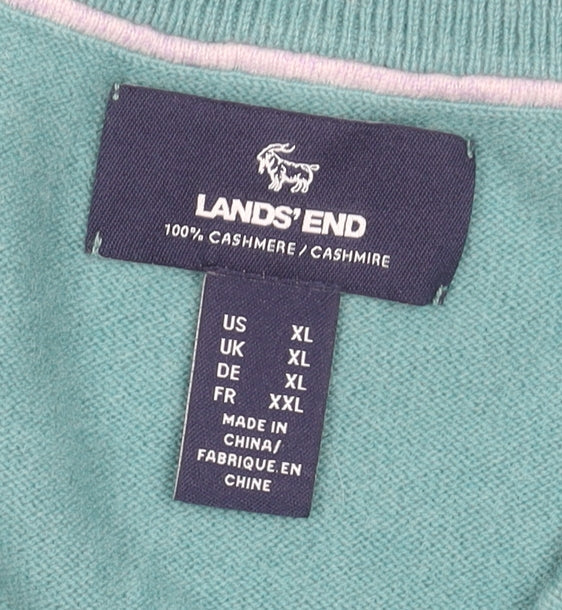 LANDS' END
100% CASHMERE / CASHMIRE
US XL
UK XL
DE XL
FR XXL
MADE IN
CHINA/
FABRIQUE.EN
CHINE